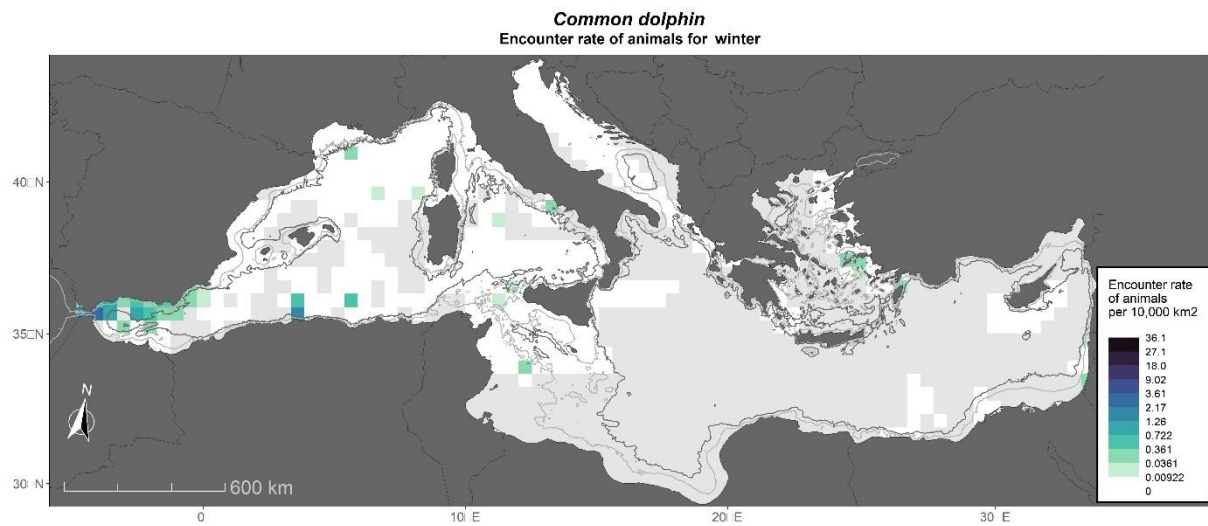 Common dolphin
Encounter rate of animals for winter
40□N
35□N
30□N
N
600 km
0
10□E
20□E
30□E
Encounter rate
of animals
per 10,000 km2
36.1
27.1
18.0
9.02
3.61
2.17
1.26
0.722
0.361
0.0361
0.00922
0